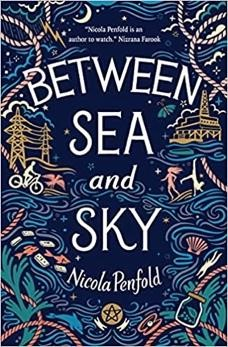 "Nicola Penfold is an
author to watch." Nizrana Farook
BETWEEN
SEA
and
SKY
Nicola Penfold